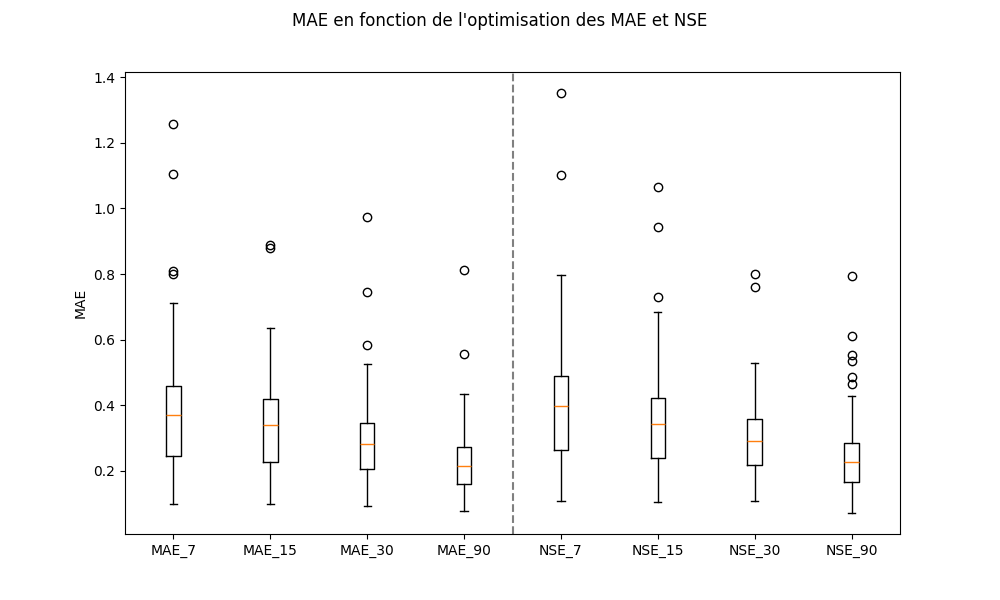 MAE en fonction de l'optimisation des MAE et NSE
1.4
1.2
1.0
0.8
0.6
0.4
0.2
MAE
MAE_7 MAE_15 MAE_30 MAE_90 NSE_7 NSE_15 NSE_30 NSE_90